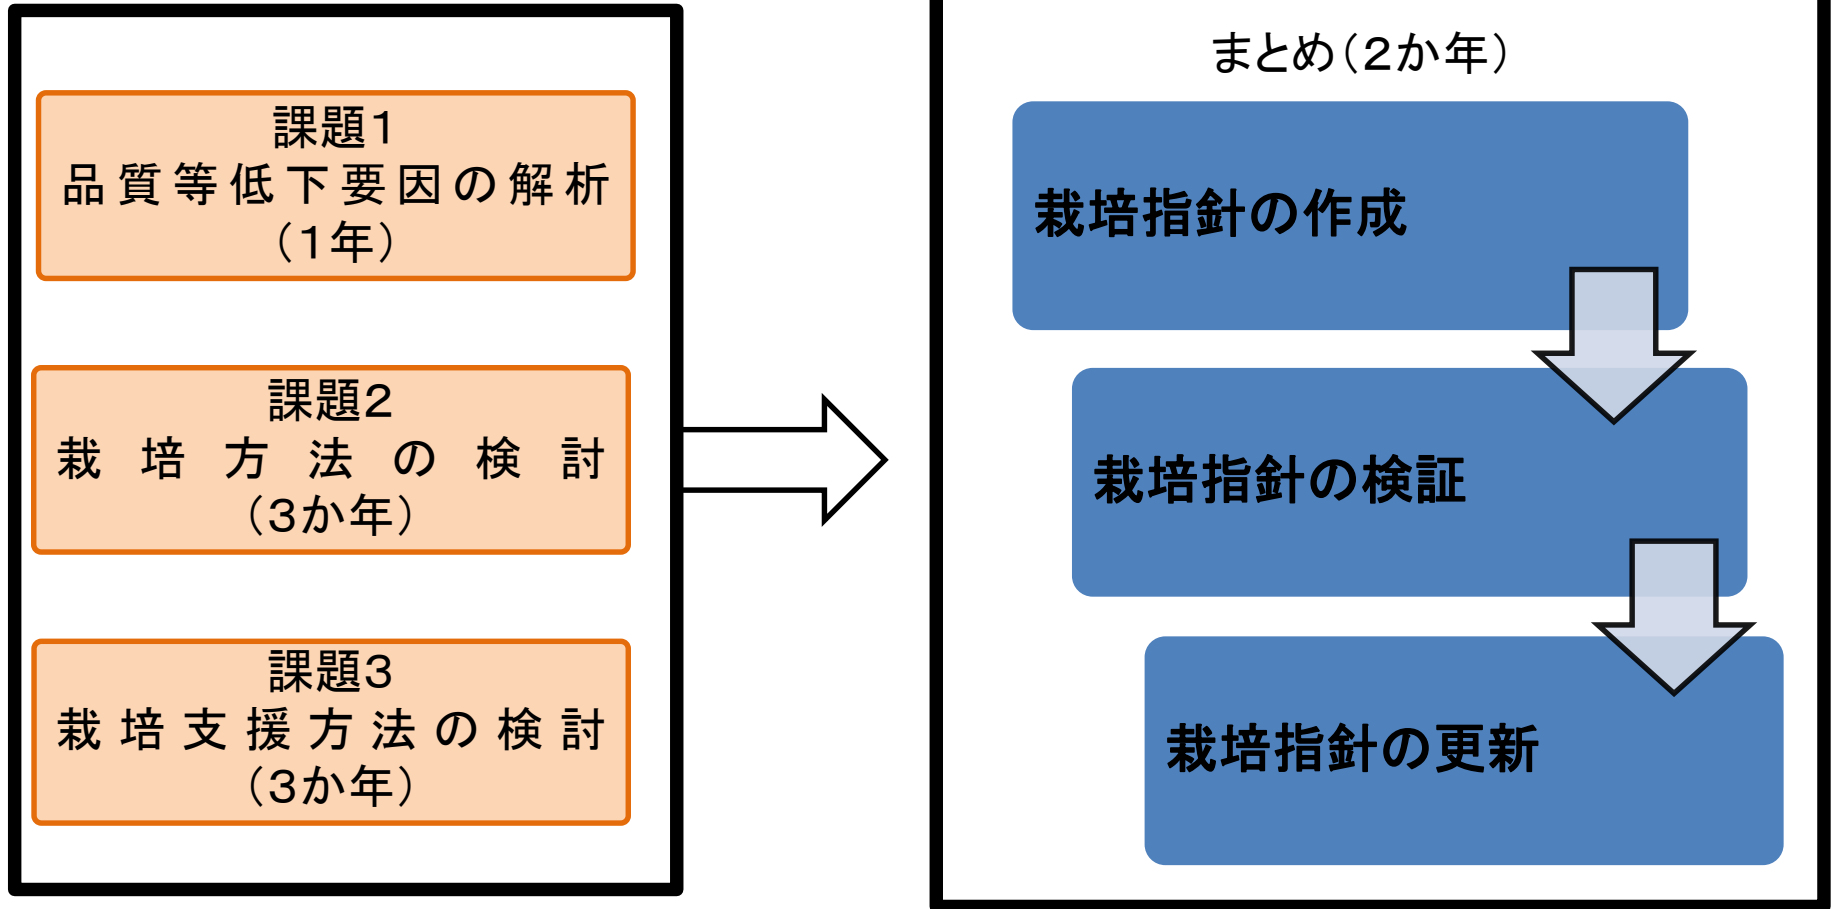 課題1
品質等低下要因の解析
（1年）
課題2
栽培方法の検討
（3か年）
課題3
栽培支援方法の検討
（3か年）
まとめ（2か年）
栽培指針の作成
栽培指針の検証
栽培指針の更新